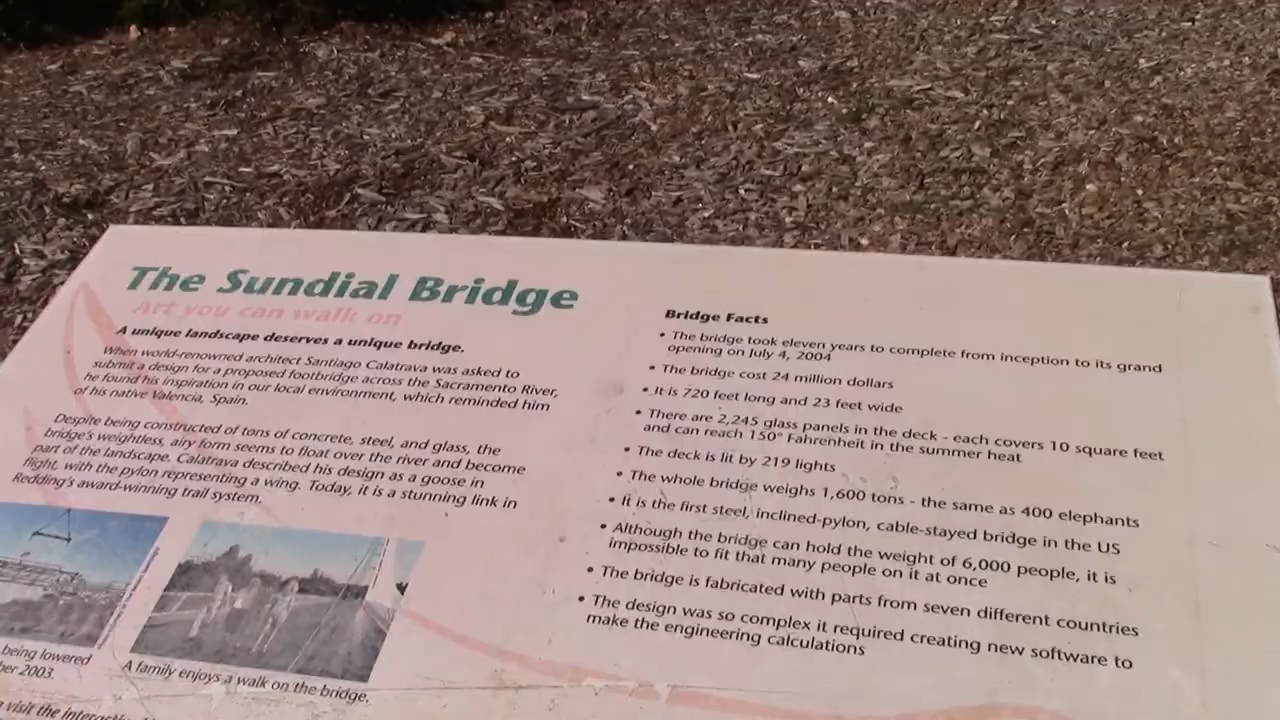 The Sundial Bridge
Art you can walk on
A unique landscape deserves a unique bridge.
When world-renowned architect Santiago Calatrava was asked to
submit a design for a proposed footbridge across the Sacramento River,
he found his inspiration in our local environment, which reminded him
of his native Valencia, Spain.
Despite being constructed of tons of concrete, steel, and glass, the
bridge's weightless, airy form seems to float over the river and become
part of the landscape. Calatrava described his design as a goose in
flight, with the pylon representing a wing. Today, it is a stunning link in
Redding's award-winning trail system.
being lowered
ber 2003.
A family enjoys a walk on the bridge.
visit the
Bridge Facts
• The bridge took eleven years to complete from inception to its grand
opening on July 4, 2004
• The bridge cost 24 million dollars
• It is 720 feet long and 23 feet wide
• There are 2,245 glass panels in the deck - each covers 10 square feet
and can reach 150° Fahrenheit in the summer heat
• The deck is lit by 219 lights
• The whole bridge weighs 1,600 tons - the same as 400 elephants
• It is the first steel, inclined-pylon, cable-stayed bridge in the US
• Although the bridge can hold the weight of 6,000 people, it is
impossible to fit that many people on it at once
• The bridge is fabricated with parts from seven different countries
• The design was so complex it required creating new software to
make the engineering calculations